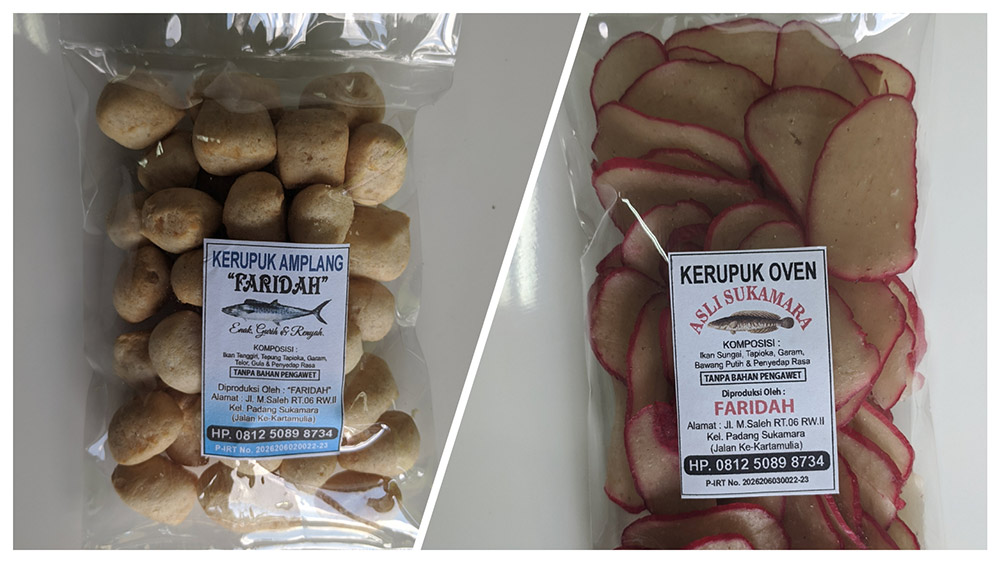 KERUPUK AMPLANG
"FARIDAH"
Enak, Gurih & Renyah.
KOMPOSISI :
Ikan Tenggiri, Tepung Tapioka, Garam,
Telor, Gula & Penyedap Rasa
TANPA BAHAN PENGAWET
Diproduksi Oleh : "FARIDAH"
Alamat : Jl. M.Saleh RT.06 RW.II
Kel. Padang Sukamara
(Jalan Ke-Kartamulia)
HP. 0812 5089 8734
P-IRT No. 2026206020022-23
KERUPUK OVEN
ASLI SUKAMARA
KOMPOSISI :
Ikan Sungai, Tapioka, Garam,
Bawang Putih & Penyedap Rasa
TANPA BAHAN PENGAWET
Diproduksi Oleh :
FARIDAH
Alamat : Jl. M.Saleh RT.06 RW.II
Kel. Padang Sukamara
(Jalan Ke-Kartamulia)
HP. 0812 5089 8734
P-IRT No. 2026206030022-23